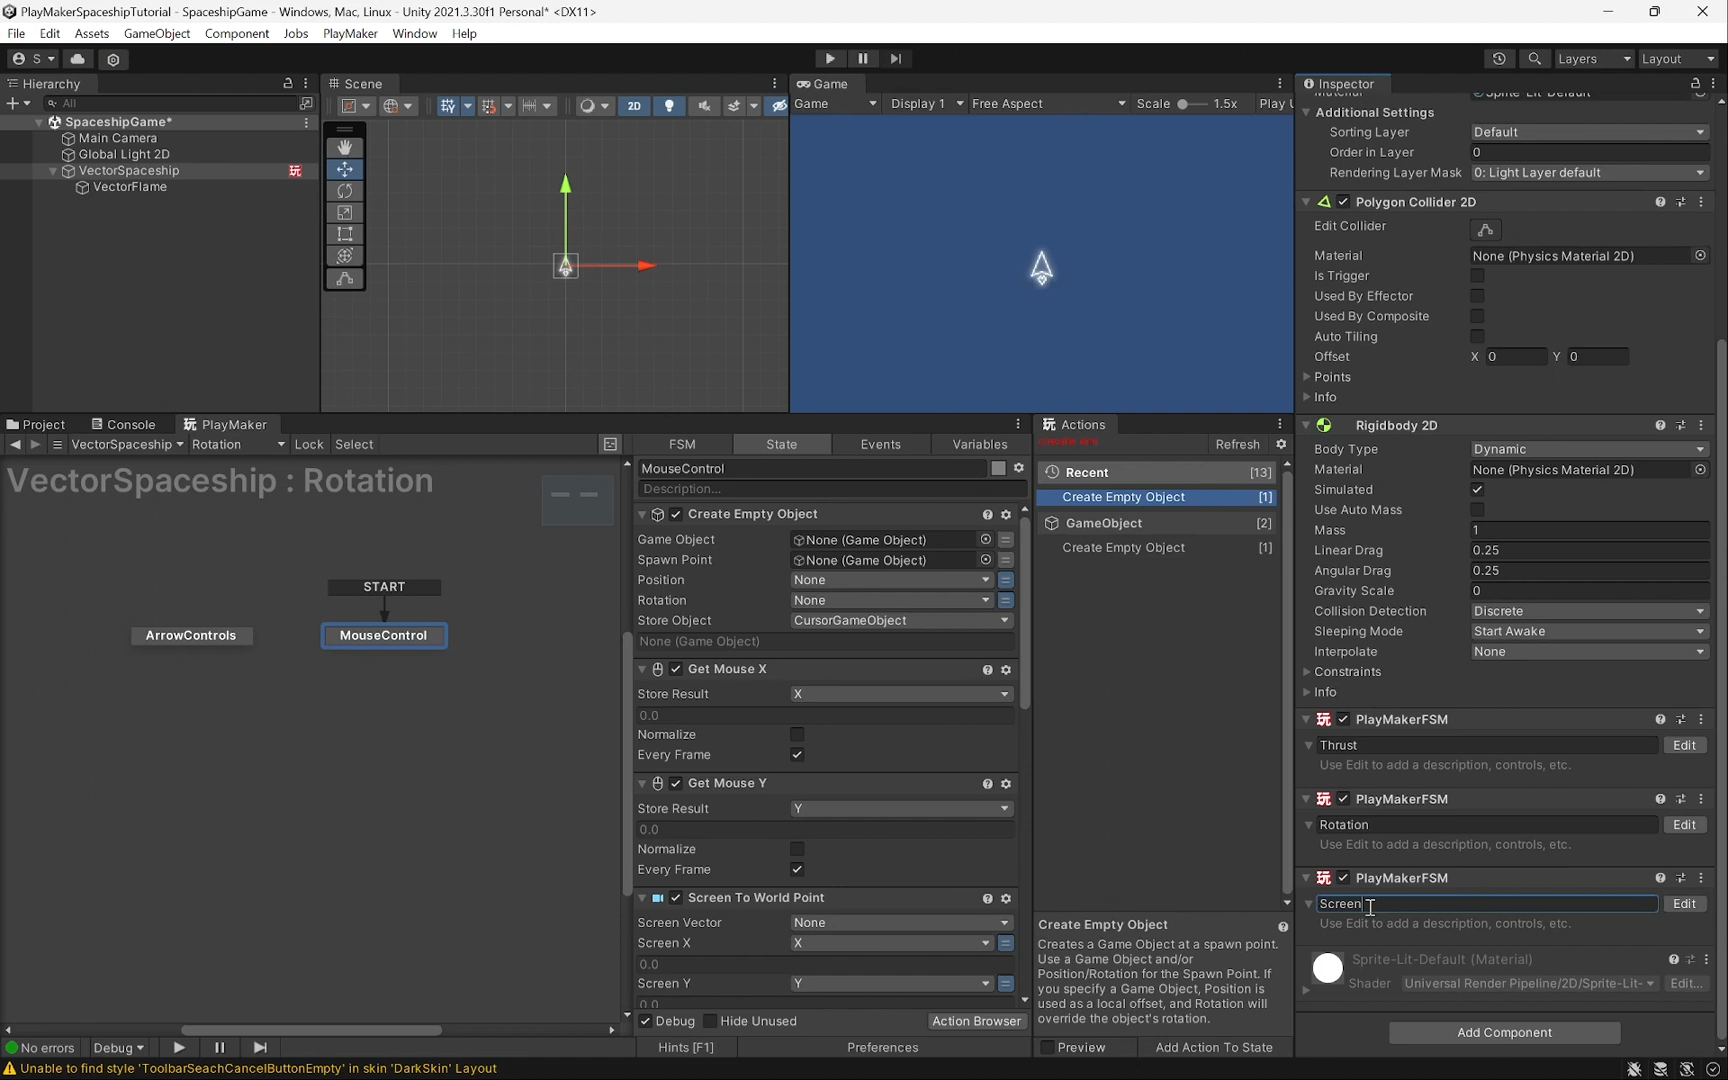 PlayMakerSpaceshipTutorial - SpaceshipGame - Windows, Mac, Linux - Unity 2021.3.30f1 Personal* <DX11>
File Edit Assets GameObject Component Jobs PlayMaker Window Help
S Layers Layout
Hierarchy
All
SpaceshipGame*
Main Camera
Global Light 2D
VectorSpaceship 玩
VectorFlame
Scene
2D
Game
Game Display 1 Free Aspect Scale 1.5x Play
Project Console 玩 PlayMaker
VectorSpaceship Rotation Lock Select
VectorSpaceship : Rotation
START
ArrowControls MouseControl
No errors Debug
FSM State Events Variables
MouseControl
Description...
Create Empty Object
Game Object None (Game Object)
Spawn Point None (Game Object)
Position None
Rotation None
Store Object CursorGameObject
None (Game Object)
Get Mouse X
Store Result X
0.0
Normalize
Every Frame
Get Mouse Y
Store Result Y
0.0
Normalize
Every Frame
Screen To World Point
Screen Vector None
Screen X X
0.0
Screen Y Y
0.0
Debug Hide Unused Action Browser
Hints [F1] Preferences
玩 Actions
Refresh
Recent [13]
Create Empty Object [1]
GameObject [2]
Create Empty Object [1]
Create Empty Object
Creates a Game Object at a spawn point.
Use a Game Object and/or
Position/Rotation for the Spawn Point. If
you specify a Game Object, Position is
used as a local offset, and Rotation will
override the object's rotation.
Preview Add Action To State
Inspector
Additional Settings
Sorting Layer Default
Order in Layer 0
Rendering Layer Mask 0: Light Layer default
Polygon Collider 2D
Edit Collider
Material None (Physics Material 2D)
Is Trigger
Used By Effector
Used By Composite
Auto Tiling
Offset X 0 Y 0
Points
Info
Rigidbody 2D
Body Type Dynamic
Material None (Physics Material 2D)
Simulated
Use Auto Mass
Mass 1
Linear Drag 0.25
Angular Drag 0.25
Gravity Scale 0
Collision Detection Discrete
Sleeping Mode Start Awake
Interpolate None
Constraints
Info
玩 PlayMakerFSM
Thrust Edit
Use Edit to add a description, controls, etc.
玩 PlayMakerFSM
Rotation Edit
Use Edit to add a description, controls, etc.
玩 PlayMakerFSM
Screen Edit
Use Edit to add a description, controls, etc.
Sprite-Lit-Default (Material)
Shader Universal Render Pipeline/2D/Sprite-Lit- Edit...
Add Component
Unable to find style 'ToolbarSeachCancelButtonEmpty' in skin 'DarkSkin' Layout